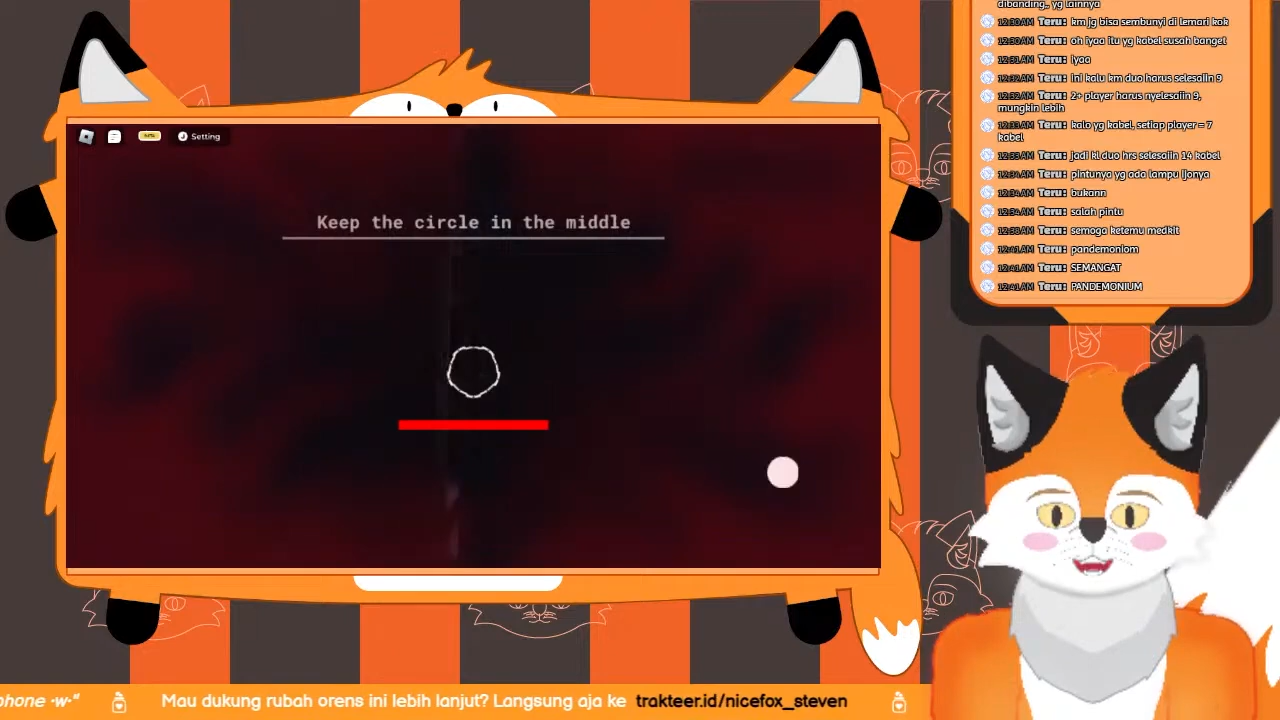 Setting
Keep the circle in the middle
dibanding.. yg lainnya
12:30AM Teru: km jg bisa sembunyi di lemari kok
12:30AM Teru: oh iyaa itu yg kabel susah banget
12:31AM Teru: iyaa
12:32AM Teru: ini kalu km duo harus selesaiin 9
12:32AM Teru: 2+ player harus nyelesaiin 9,
mungkin lebih
12:33AM Teru: kalo yg kabel, setiap player = 7
kabel
12:33AM Teru: jadi kl duo hrs selesaiin 14 kabel
12:34AM Teru: pintunya yg ada lampu ijonya
12:34AM Teru: bukann
12:34AM Teru: salah pintu
Teru: semoga ketemu medkit
12:41AM Teru: pandemoniom
12:41AM Teru: SEMANGAT
12:41AM Teru: PANDEMONIUM
phone ·w·"
Mau dukung rubah orens ini lebih lanjut? Langsung aja ke trakteer.id/nicefox_steven